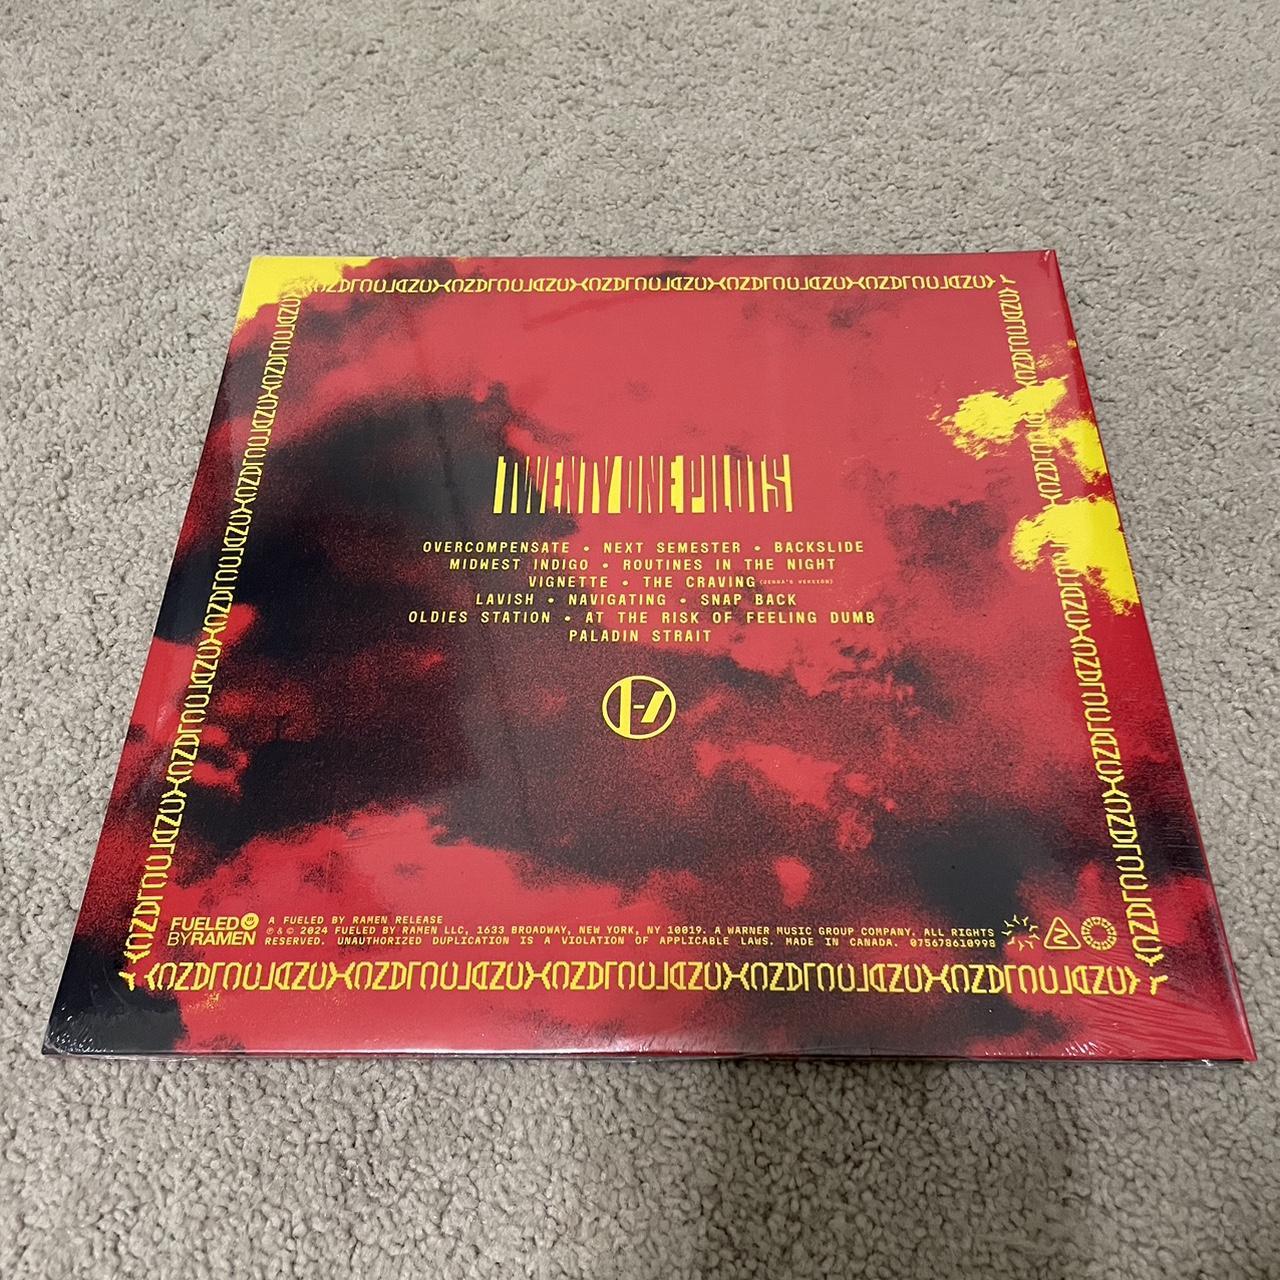 TWENTY ONE PILOTS
OVERCOMPENSATE • NEXT SEMESTER • BACKSLIDE
MIDWEST INDIGO • ROUTINES IN THE NIGHT
VIGNETTE • THE CRAVING (JENNA'S VERSION)
LAVISH • NAVIGATING • SNAP BACK
OLDIES STATION • AT THE RISK OF FEELING DUMB
PALADIN STRAIT
FUELED
BY RAMEN
A FUELED BY RAMEN RELEASE
℗ & © 2024 FUELED BY RAMEN LLC, 1633 BROADWAY, NEW YORK, NY 10019. A WARNER MUSIC GROUP COMPANY. ALL RIGHTS
RESERVED. UNAUTHORIZED DUPLICATION IS A VIOLATION OF APPLICABLE LAWS. MADE IN CANADA. 075678610998